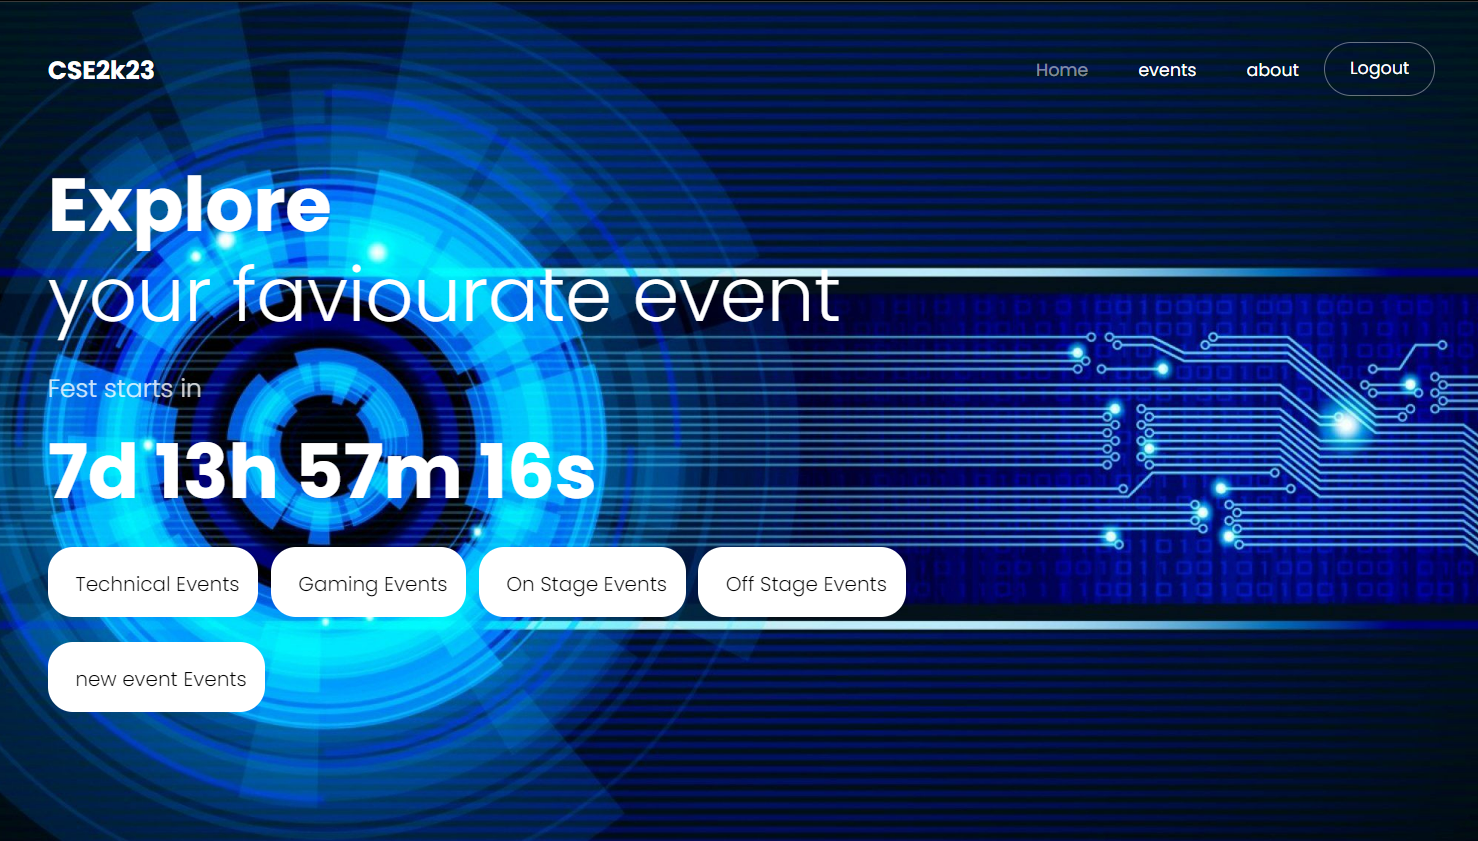 CSE2k23
Home events about Logout
Explore
your faviourate event
Fest starts in
7d 13h 57m 16s
Technical Events Gaming Events On Stage Events Off Stage Events
new event Events